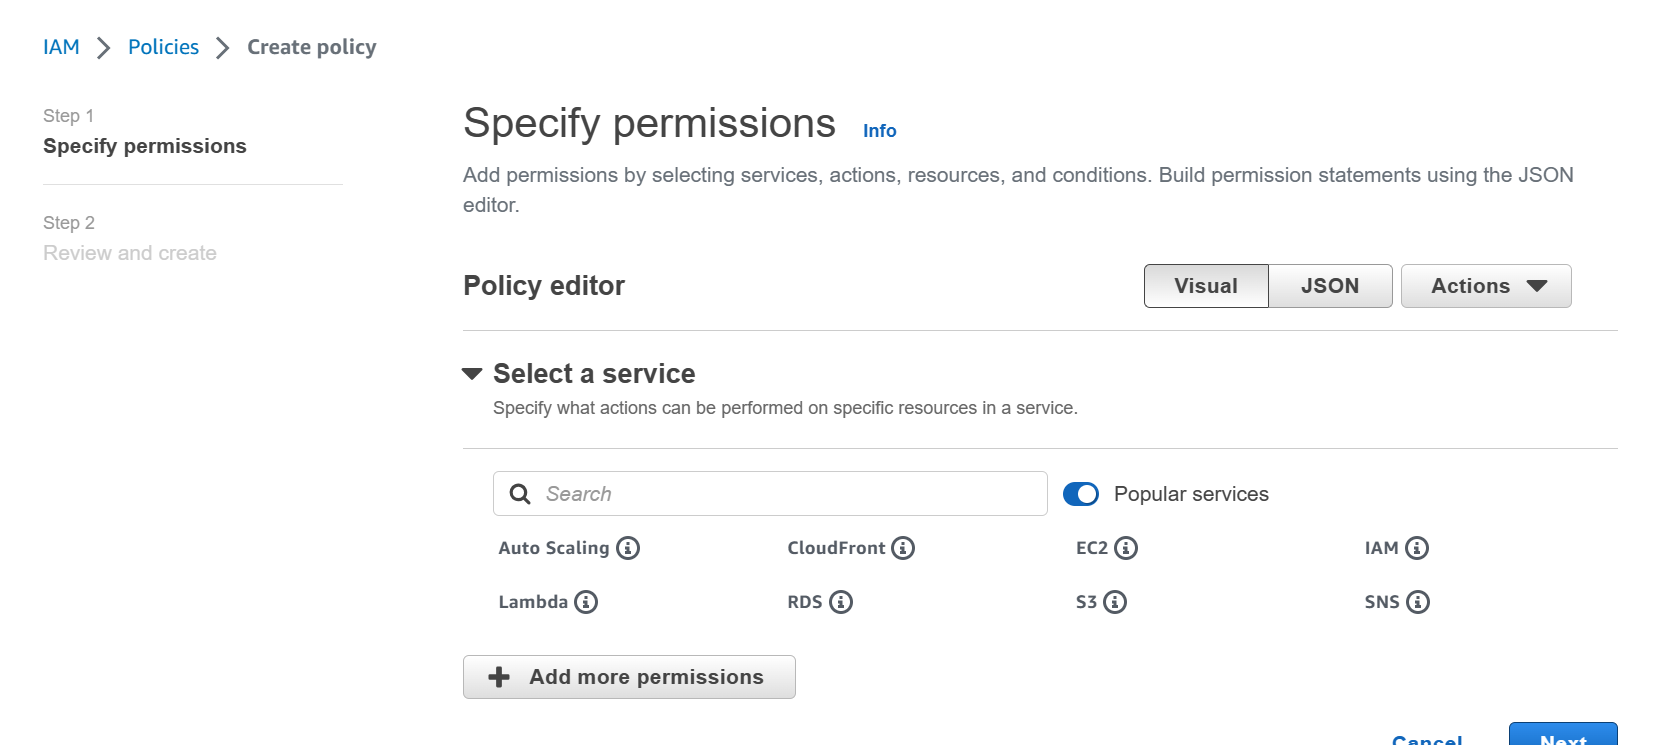 IAM > Policies > Create policy
Step 1
Specify permissions
Step 2
Review and create
Specify permissions Info
Add permissions by selecting services, actions, resources, and conditions. Build permission statements using the JSON
editor.
Policy editor
Visual JSON Actions
Select a service
Specify what actions can be performed on specific resources in a service.
Search
Popular services
Auto Scaling CloudFront EC2 IAM
Lambda RDS S3 SNS
Add more permissions
Cancel Next